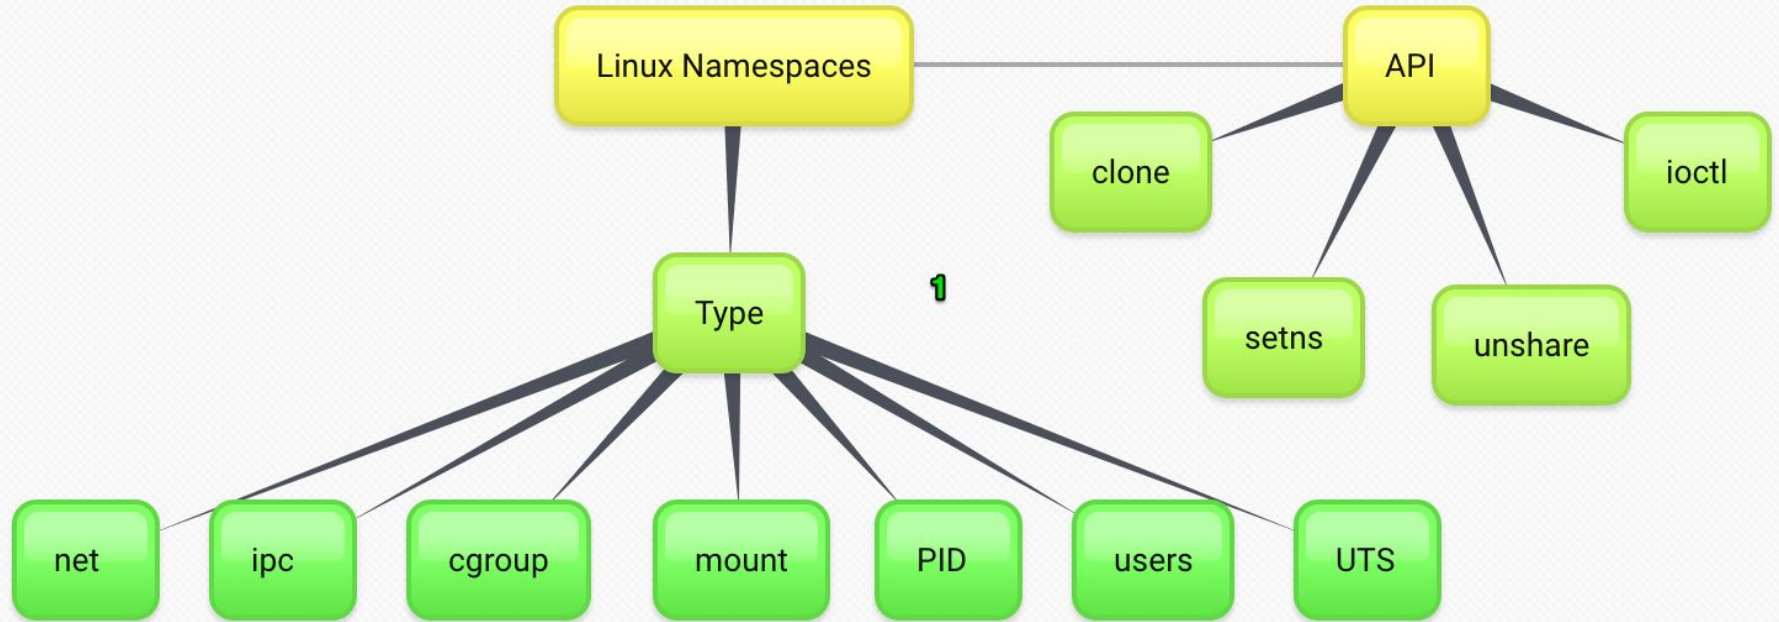 Linux Namespaces
API
clone
ioctl
Type
1
setns
unshare
net
ipc
cgroup
mount
PID
users
UTS